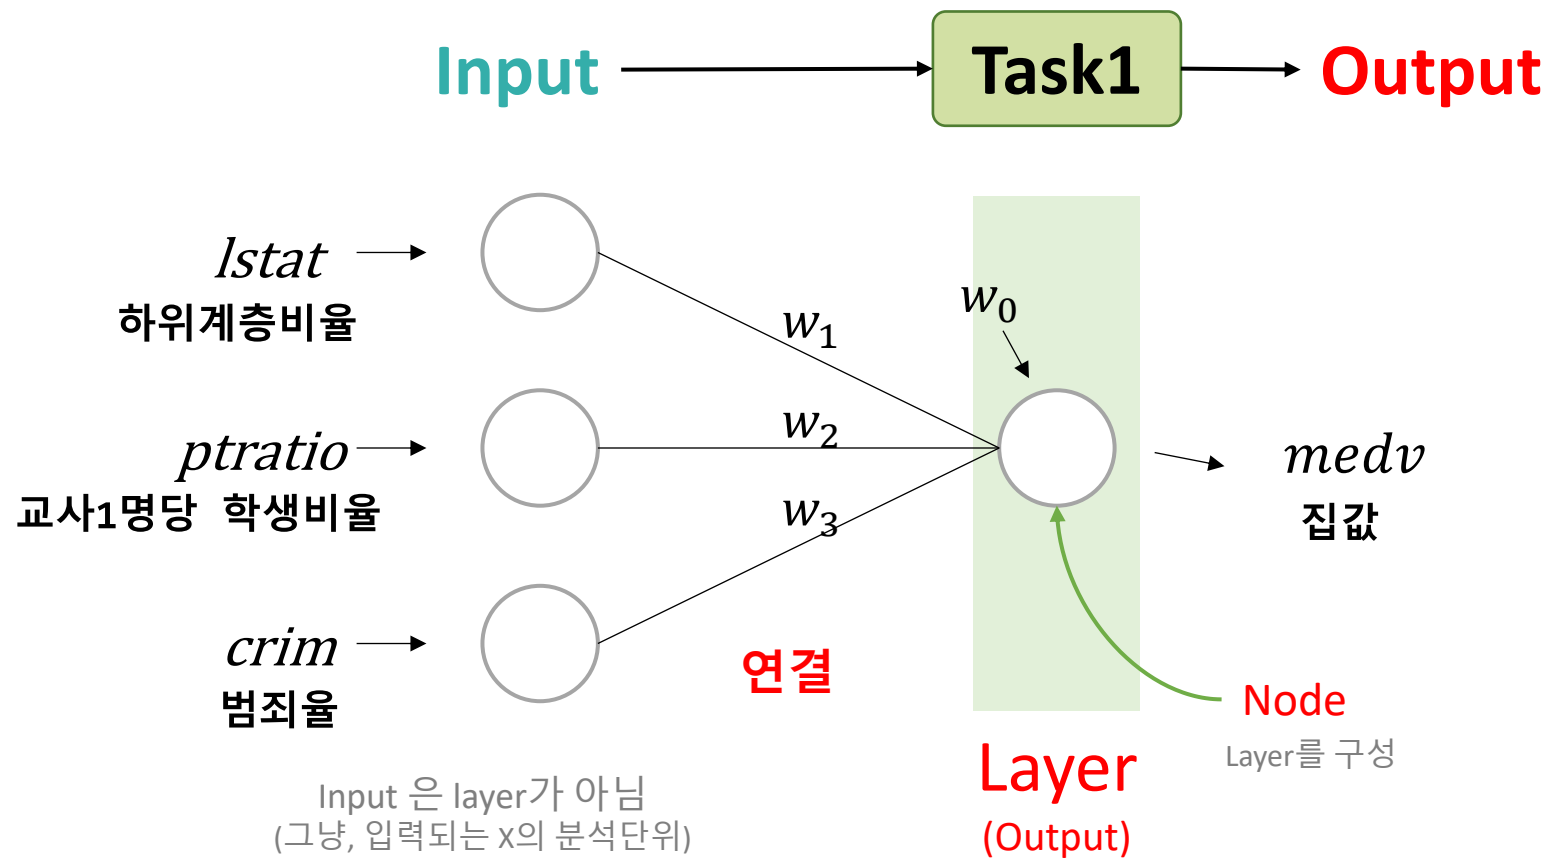 Input
Task1
Output
lstat
하위계층비율
w₁
w₀
ptratio
교사1명당 학생비율
w₂
w₃
medv
집값
crim
범죄율
연결
Node
Layer를 구성
Layer
(Output)
Input 은 layer가 아님
(그냥, 입력되는 X의 분석단위)